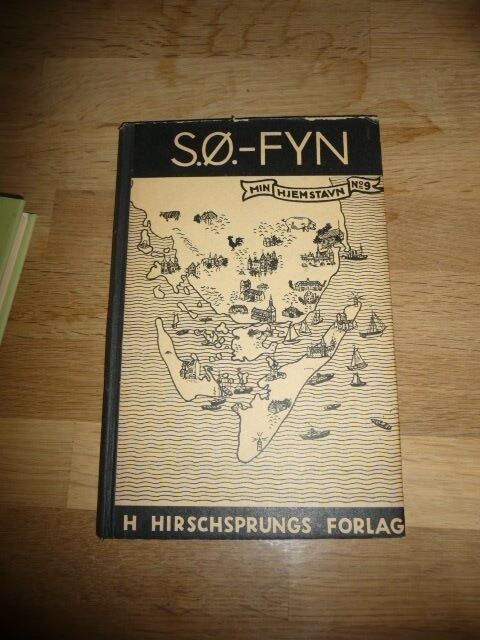 S.Ø.-FYN
MIN HJEMSTAVN Nº9
H HIRSCHSPRUNGS FORLAG